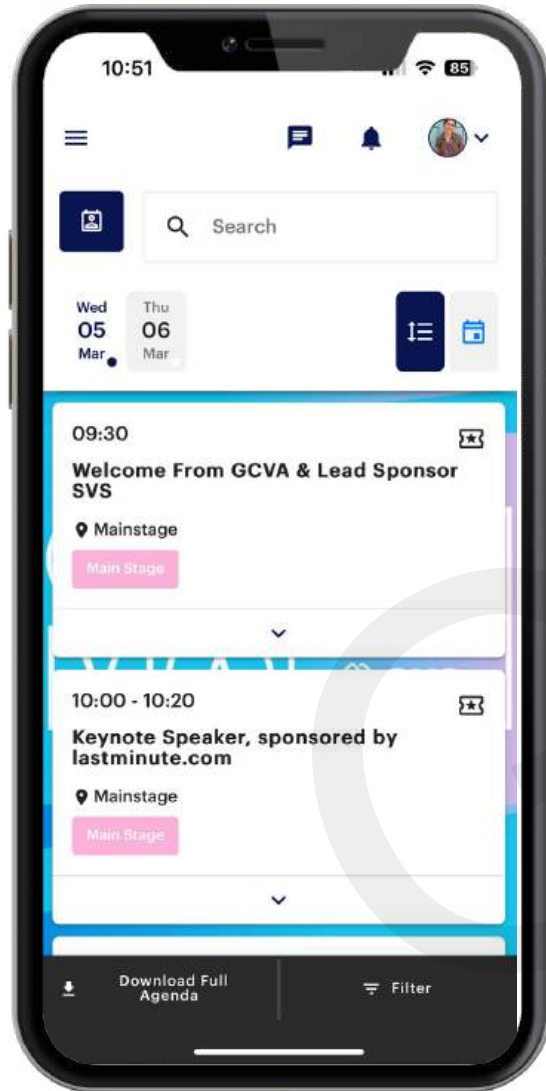 10:51
85
Search
Wed
05
Mar
Thu
06
Mar
09:30
Welcome From GCVA & Lead Sponsor
SVS
Mainstage
Main Stage
10:00 - 10:20
Keynote Speaker, sponsored by
lastminute.com
Mainstage
Main Stage
Download Full
Agenda
Filter